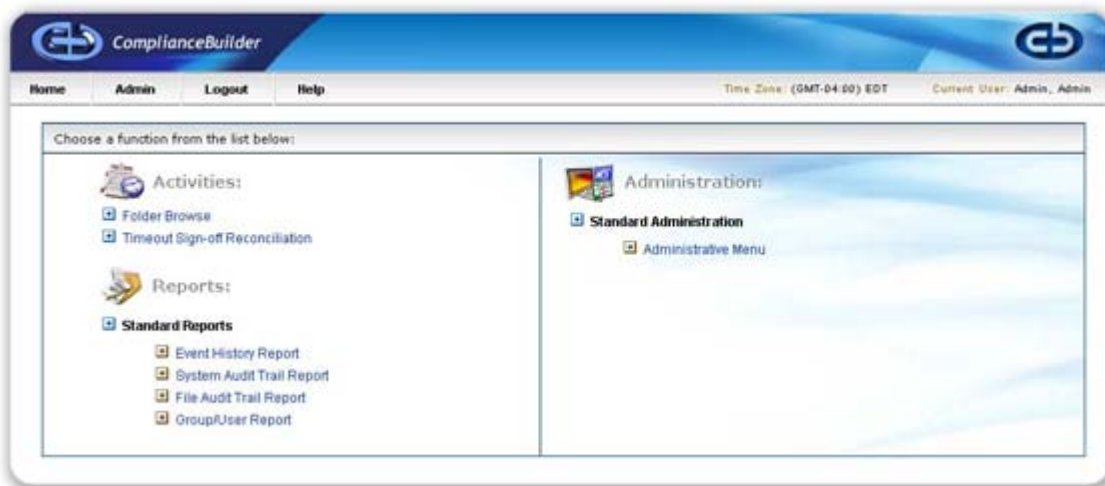 ComplianceBuilder
Home Admin Logout Help Time Zone: (GMT-04:00) EDT Current User: Admin, Admin
Choose a function from the list below:
Activities:
Folder Browse
Timeout Sign-off Reconciliation
Reports:
Standard Reports
Event History Report
System Audit Trail Report
File Audit Trail Report
Group/User Report
Administration:
Standard Administration
Administrative Menu